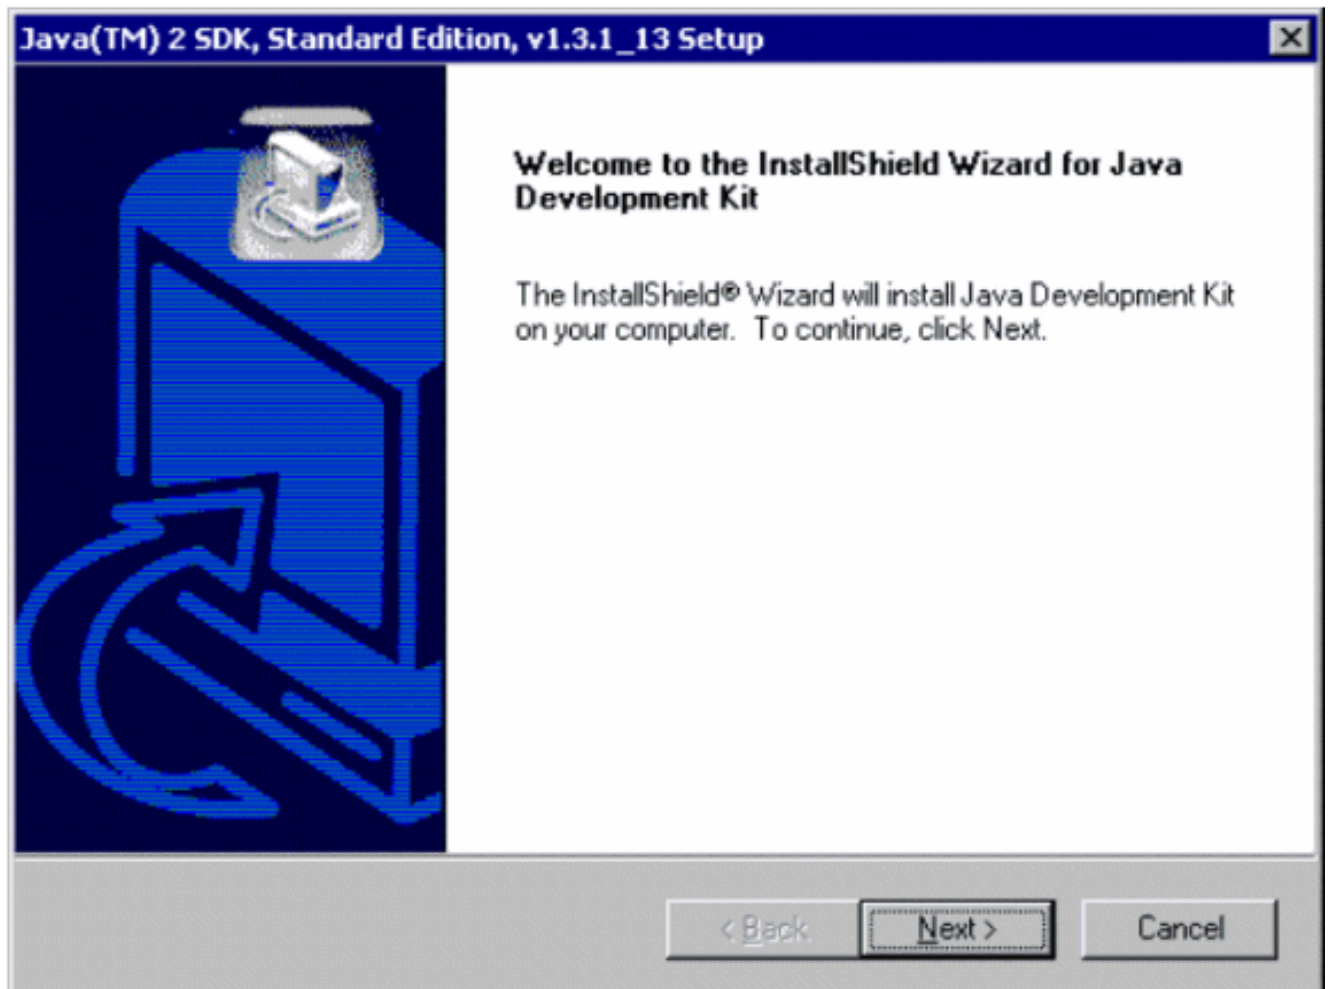 Java(TM) 2 SDK, Standard Edition, v1.3.1_13 Setup
Welcome to the InstallShield Wizard for Java
Development Kit
The InstallShield® Wizard will install Java Development Kit
on your computer.  To continue, click Next.
< Back
Next >
Cancel